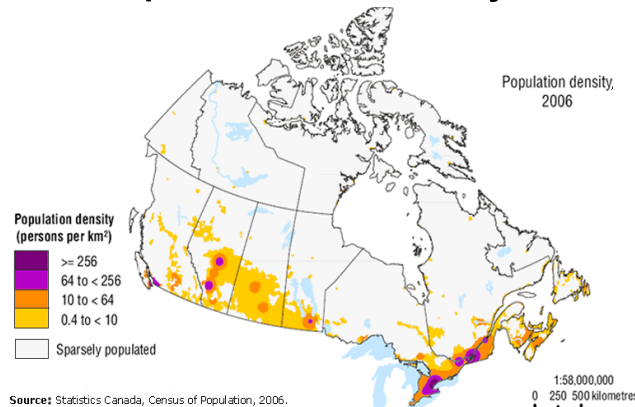 Population density,
2006
Population density
(persons per km²)
>= 256
64 to < 256
10 to < 64
0.4 to < 10
Sparsely populated
1:58,000,000
0 250 500 kilometres
Source: Statistics Canada, Census of Population, 2006.